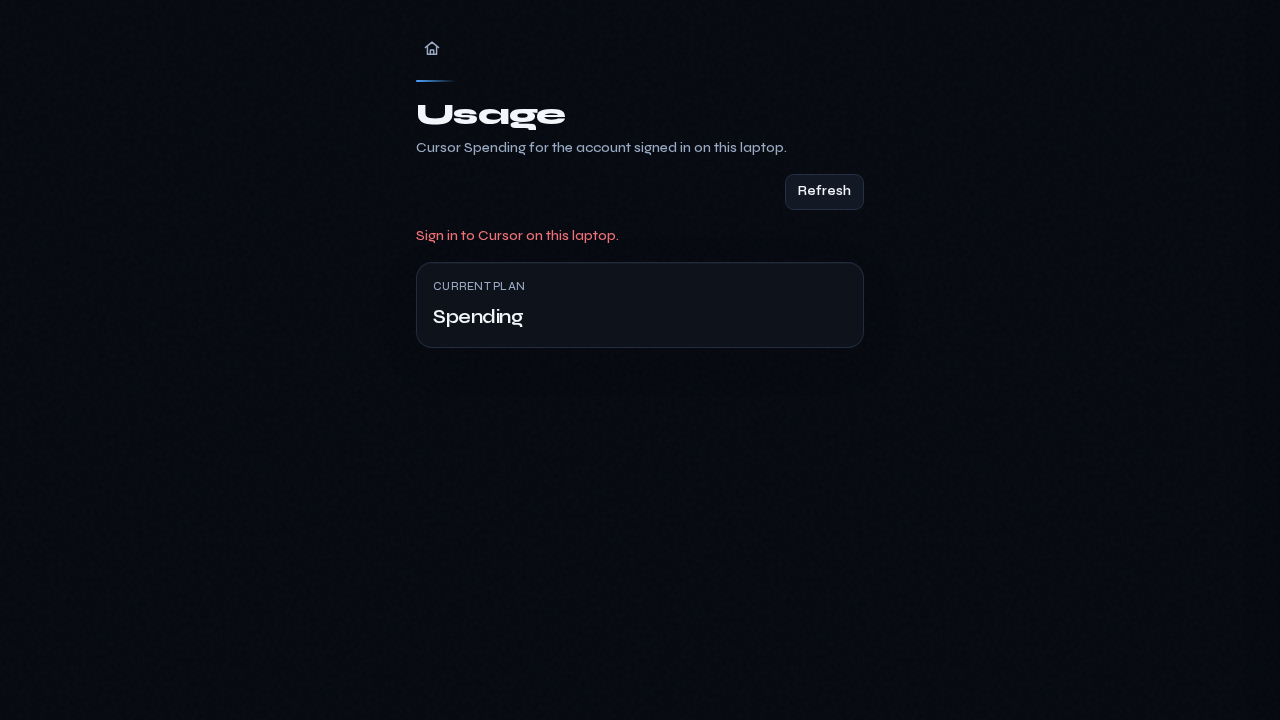 Usage
Cursor Spending for the account signed in on this laptop.
Refresh
Sign in to Cursor on this laptop.
CURRENT PLAN
Spending